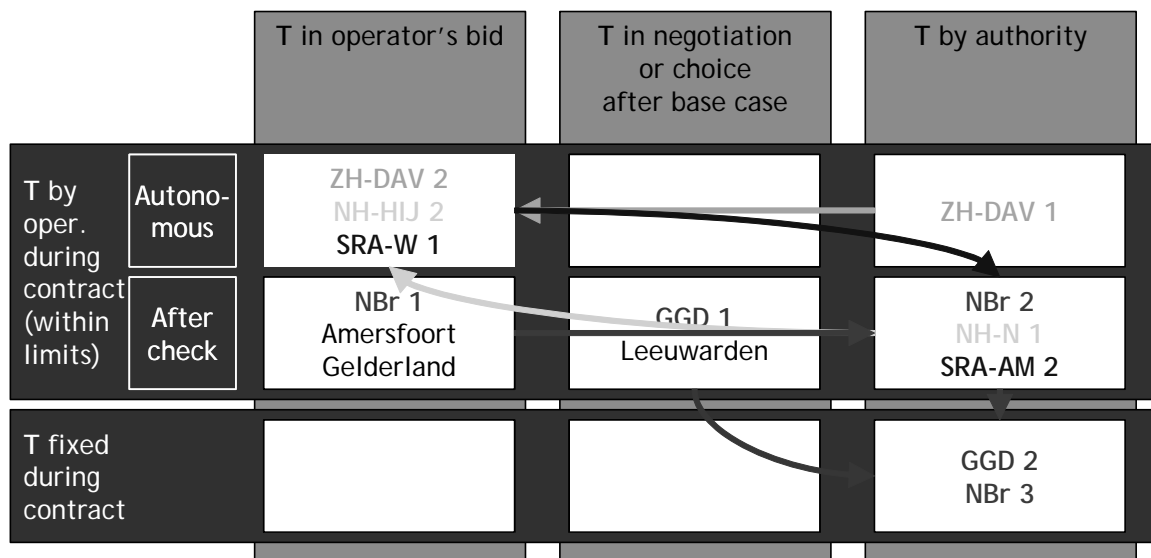 T in operator's bid
T in negotiation
or choice
after base case
T by authority
T by
oper.
during
contract
(within
limits)
Autono-
mous
ZH-DAV 2
NH-HIJ 2
SRA-W 1
ZH-DAV 1
After
check
NBr 1
Amersfoort
Gelderland
GGD 1
Leeuwarden
NBr 2
NH-N 1
SRA-AM 2
T fixed
during
contract
GGD 2
NBr 3